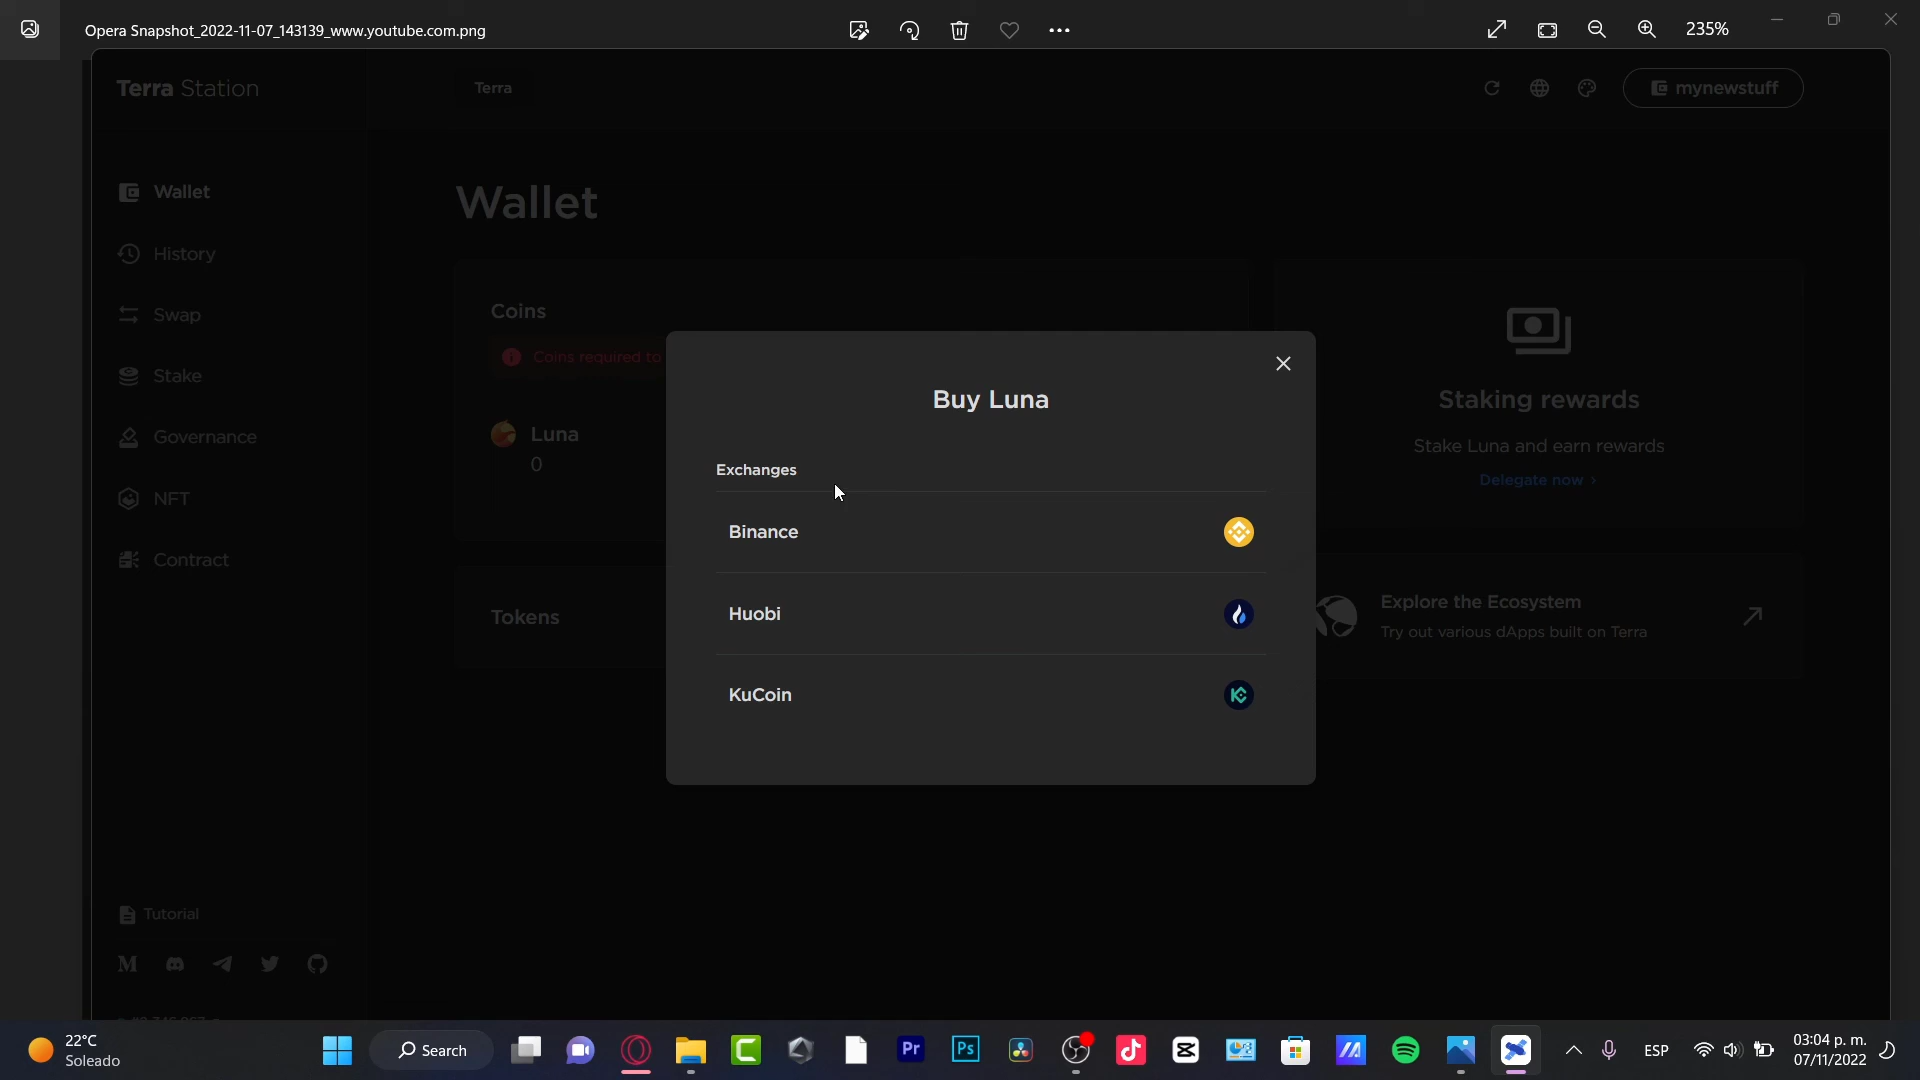 Opera Snapshot_2022-11-07_143139_www.youtube.com.png
235%
Terra Station
Terra
mynewstuff
Wallet
History
Swap
Stake
Governance
NFT
Contract
Wallet
Coins
Coins required to
Luna
0
Tokens
Buy Luna
Exchanges
Binance
Huobi
KuCoin
Staking rewards
Stake Luna and earn rewards
Delegate now >
Explore the Ecosystem
Try out various dApps built on Terra
Tutorial
22°C
Soleado
Search
Pr
Ps
ESP
03:04 p. m.
07/11/2022